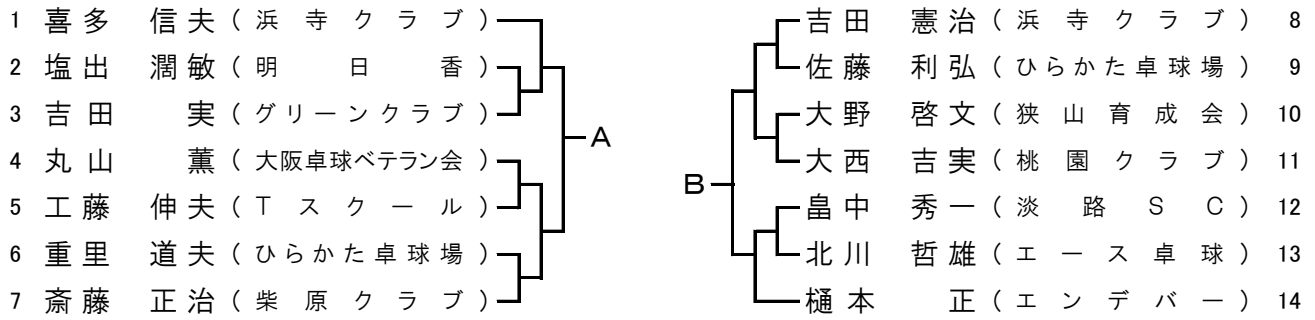 1 喜多 信夫 (浜寺クラブ)
2 塩出 濶敏 (明日香)
3 吉田 実 (グリーンクラブ)
4 丸山 薫 (大阪卓球ベテラン会)
5 工藤 伸夫 (Tスクール)
6 重里 道夫 (ひらかた卓球場)
7 斎藤 正治 (柴原クラブ)
A
B
吉田 憲治 (浜寺クラブ) 8
佐藤 利弘 (ひらかた卓球場) 9
大野 啓文 (狭山育成会) 10
大西 吉実 (桃園クラブ) 11
畠中 秀一 (淡路SC) 12
北川 哲雄 (エース卓球) 13
樋本 正 (エンデバー) 14